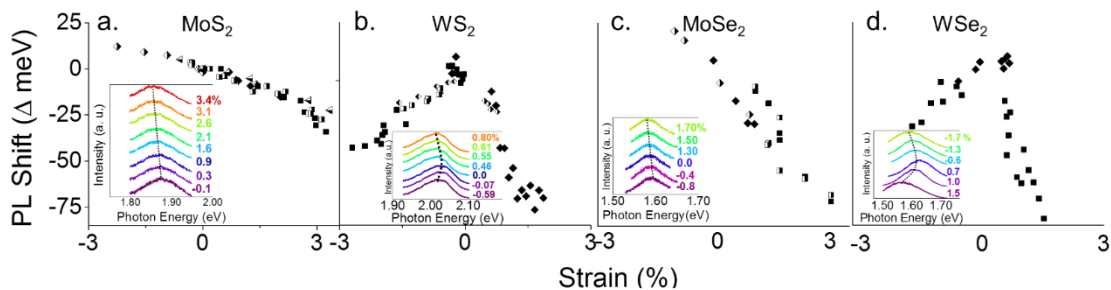 a.
MoS2
b.
WS2
c.
MoSe2
d.
WSe2
PL Shift (Δ meV)
25
0
-25
-50
-75
Intensity (a. u.)
3.4%
3.1
2.6
2.1
1.6
0.9
0.3
-0.1
1.80 1.90 2.00
Photon Energy (eV)
Intensity (a. u.)
0.80%
0.61
0.55
0.46
0.0
-0.07
-0.59
1.90 2.00 2.10
Photon Energy (eV)
Intensity (a. u.)
1.70%
1.50
1.30
0.0
-0.4
-0.8
1.50 1.60 1.70
Photon Energy (eV)
Intensity (a. u.)
-1.7%
-1.3
-0.6
0.7
1.0
1.5
1.50 1.60 1.70
Photon Energy (eV)
-3 0 3 -3 0 3 -3 0 3 -3 0 3
Strain (%)